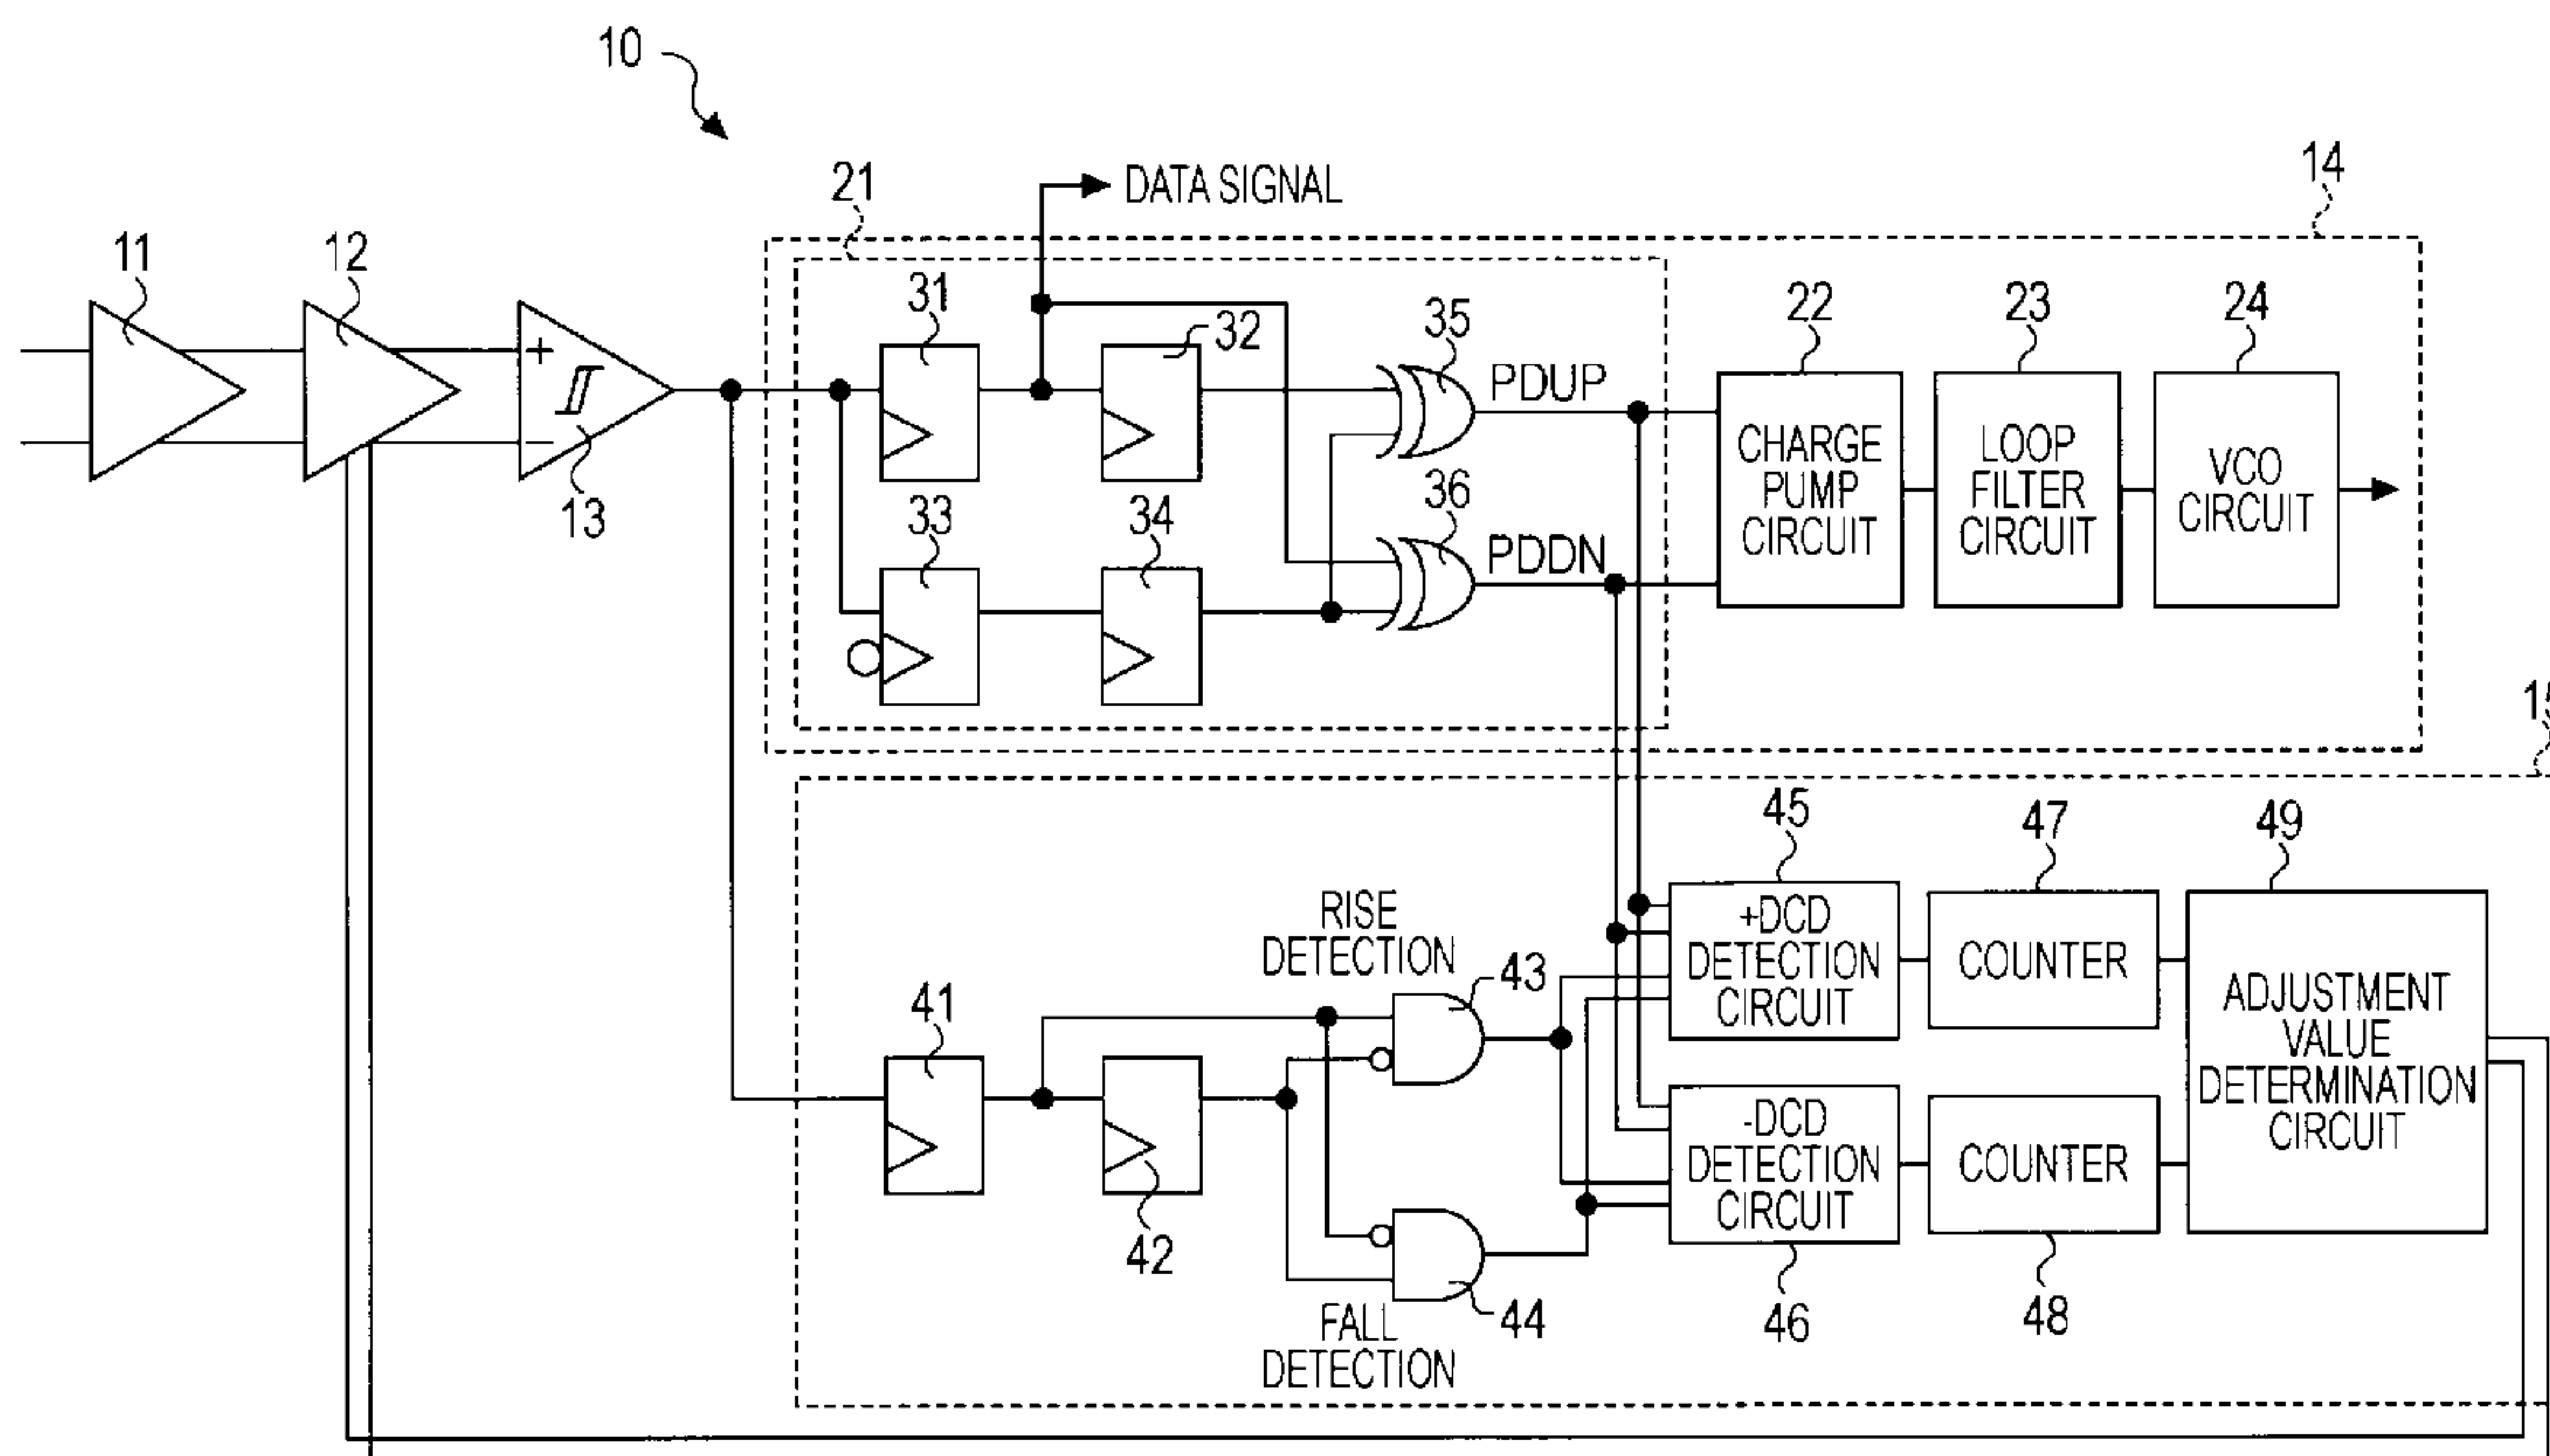 10
DATA SIGNAL
14
21
11
12
13
+
−
31
32
33
34
35
36
PDUP
PDDN
22
CHARGE
PUMP
CIRCUIT
23
LOOP
FILTER
CIRCUIT
24
VCO
CIRCUIT
RISE
DETECTION
43
41
42
FALL
DETECTION
44
45
+DCD
DETECTION
CIRCUIT
47
COUNTER
49
ADJUSTMENT
VALUE
DETERMINATION
CIRCUIT
-DCD
DETECTION
CIRCUIT
46
COUNTER
48